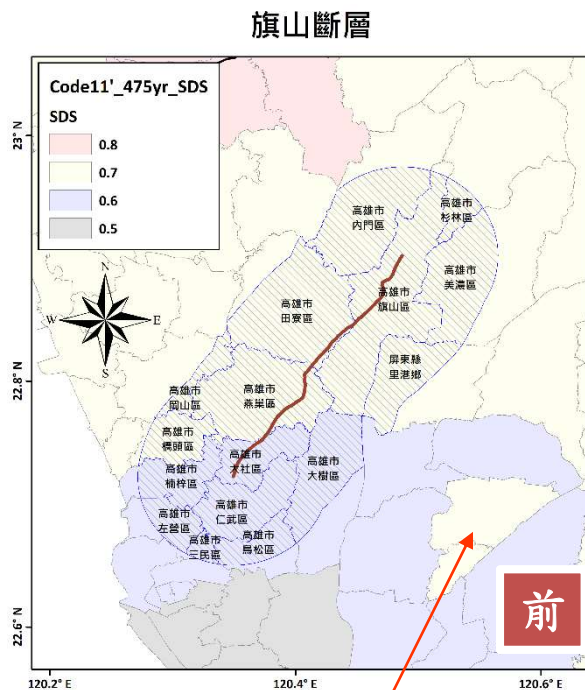 旗山斷層
Code11'_475yr_SDS
SDS
0.8
0.7
0.6
0.5
23° N
22.8° N
22.6° N
N
W
E
S
高雄市
內門區
高雄市
杉林區
高雄市
美濃區
高雄市
旗山區
高雄市
田寮區
屏東縣
里港鄉
高雄市
岡山區
高雄市
燕巢區
高雄市
橋頭區
高雄市
大社區
高雄市
楠梓區
高雄市
大樹區
高雄市
仁武區
高雄市
左營區
高雄市
鳥松區
高雄市
三民區
前
120.2° E
120.4° E
120.6° E